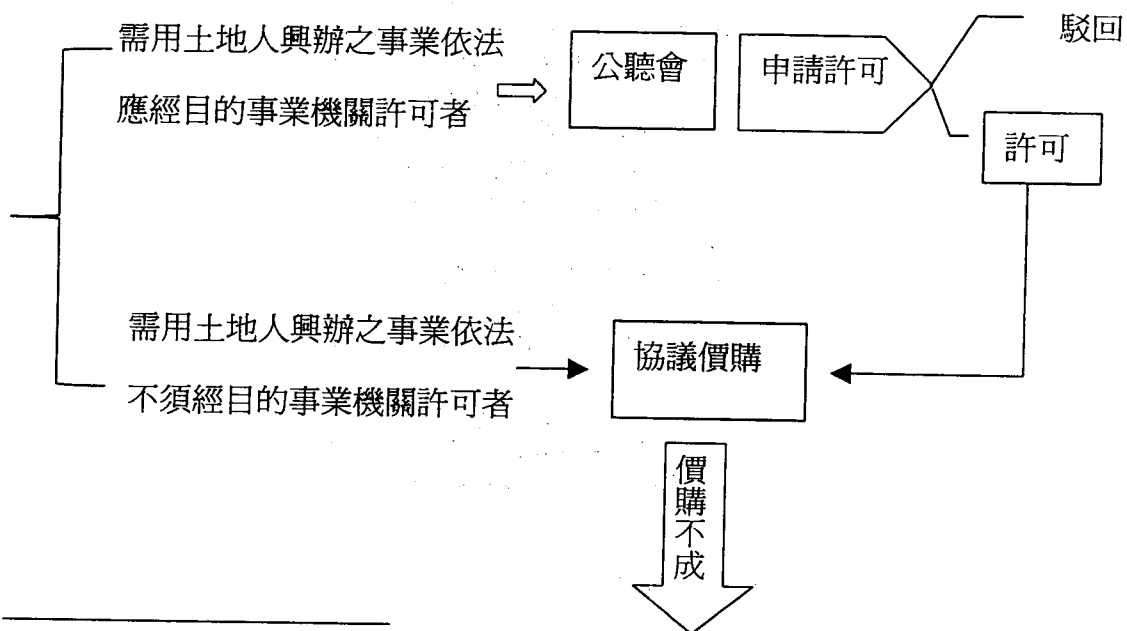 需用土地人興辦之事業依法
應經目的事業機關許可者
公聽會
申請許可
駁回
許可
需用土地人興辦之事業依法
不須經目的事業機關許可者
協議價購
價購不成